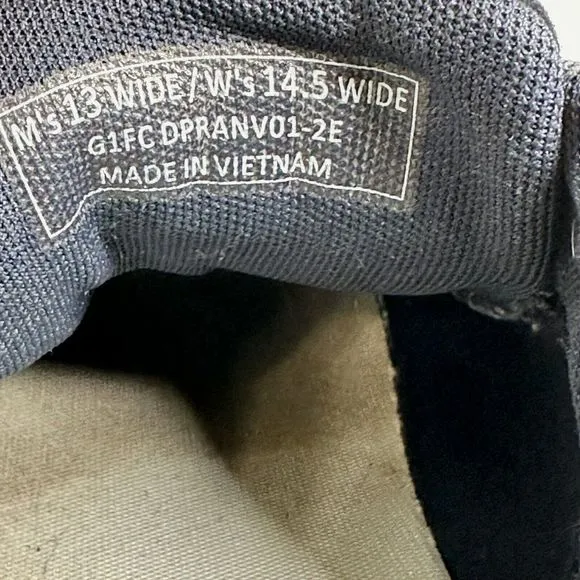 M's 13 WIDE / W's 14.5 WIDE
G1FC DPRANV01-2E
MADE IN VIETNAM